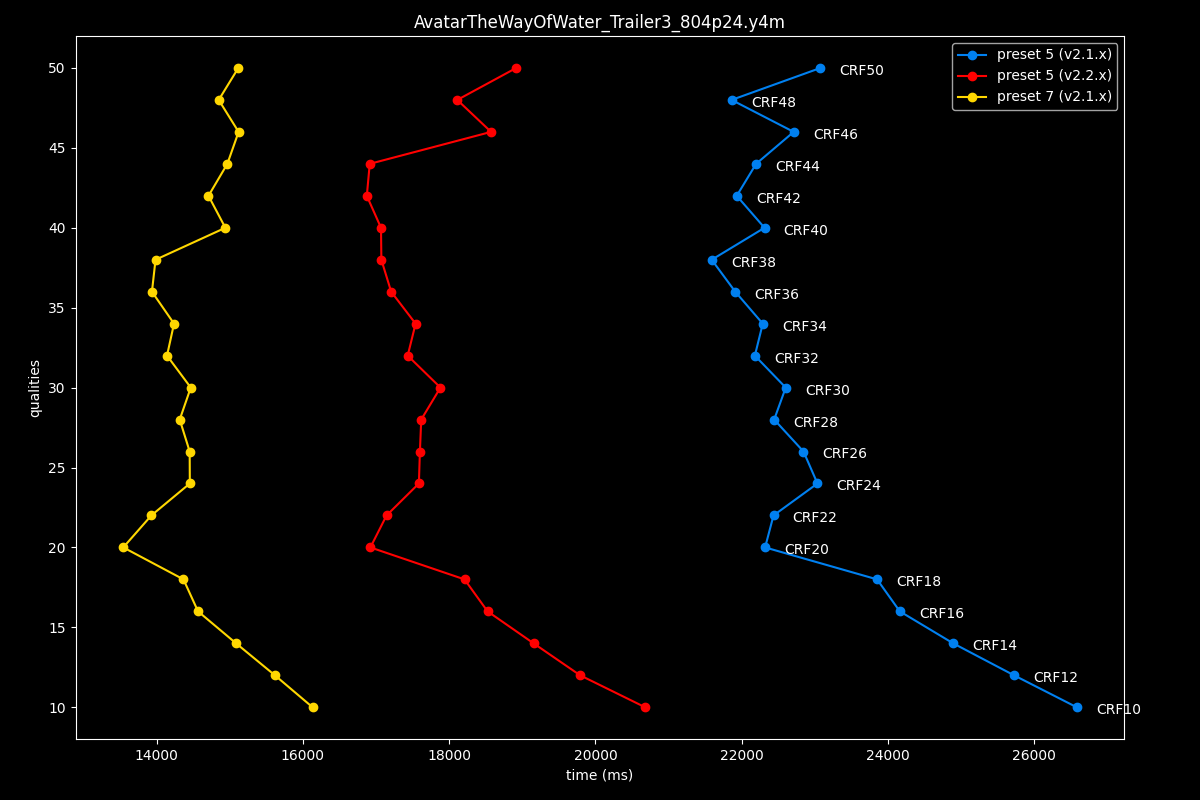 AvatarTheWayOfWater_Trailer3_804p24.y4m
preset 5 (v2.1.x)
preset 5 (v2.2.x)
preset 7 (v2.1.x)
qualities
50
45
40
35
30
25
20
15
10
CRF50
CRF48
CRF46
CRF44
CRF42
CRF40
CRF38
CRF36
CRF34
CRF32
CRF30
CRF28
CRF26
CRF24
CRF22
CRF20
CRF18
CRF16
CRF14
CRF12
CRF10
14000 16000 18000 20000 22000 24000 26000
time (ms)